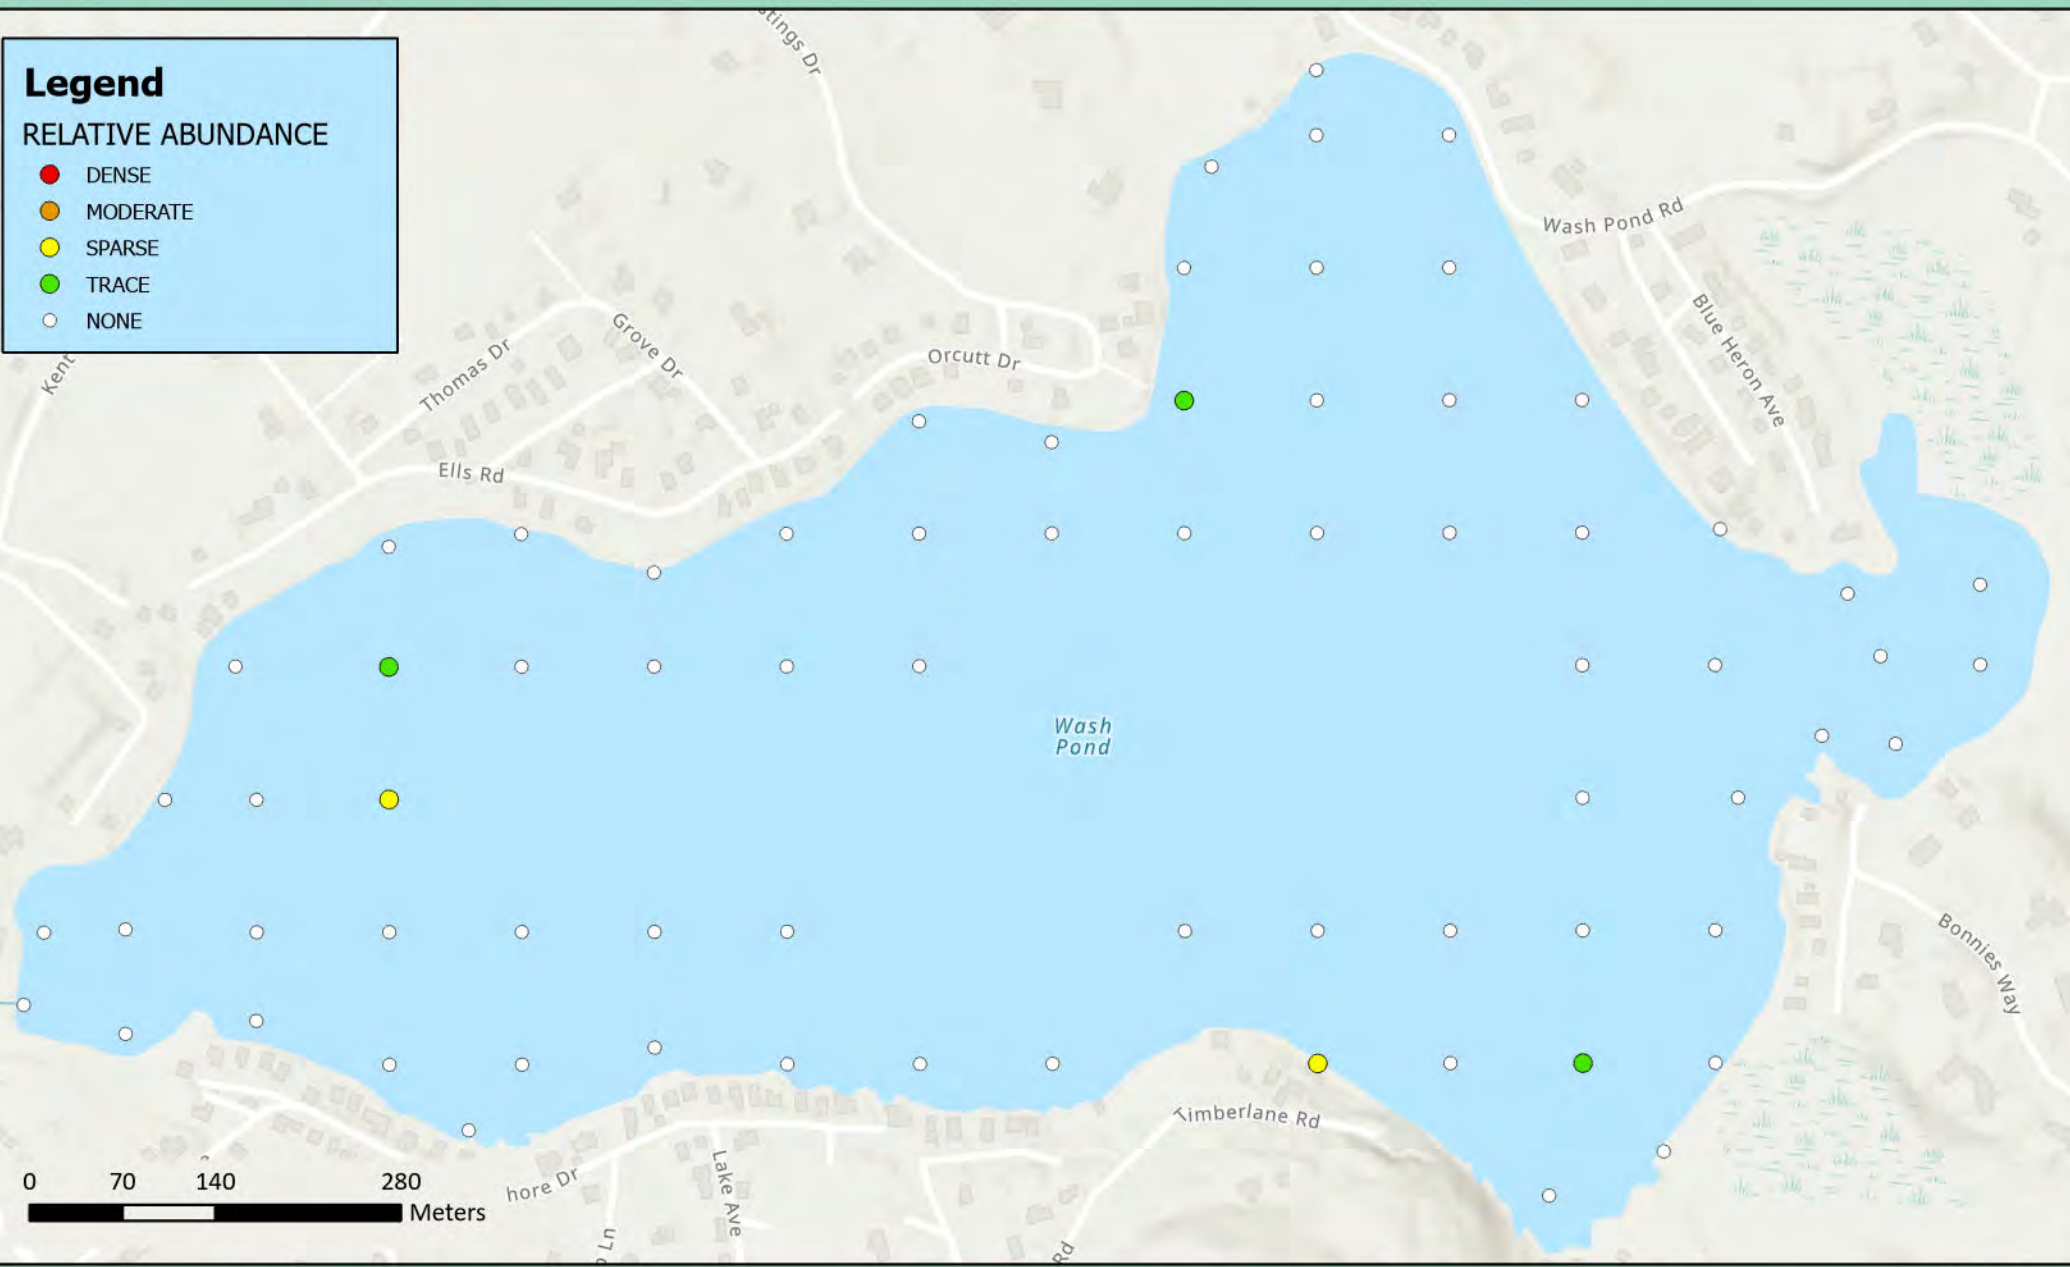 Legend
RELATIVE ABUNDANCE
DENSE
MODERATE
SPARSE
TRACE
NONE
stings Dr
Wash Pond Rd
Blue Heron Ave
Kent
Thomas Dr
Grove Dr
Orcutt Dr
Ells Rd
Wash
Pond
Bonnies Way
Timberlane Rd
hore Dr
Lake Ave
Ln
Rd
0 70 140 280
Meters